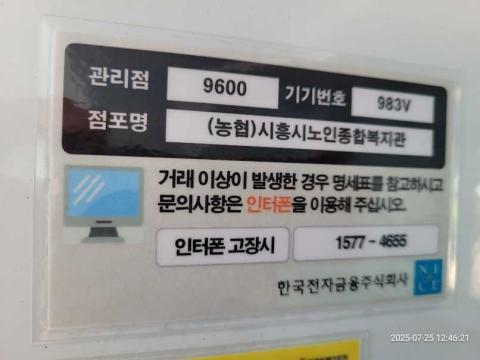 관리점 9600 기기번호 983V
점포명 (농협)시흥시노인종합복지관
거래 이상이 발생한 경우 명세표를 참고하시고
문의사항은 인터폰을 이용해 주십시오.
인터폰 고장시 1577-4655
한국전자금융주식회사 NICE
2025-07-25 12:46:21